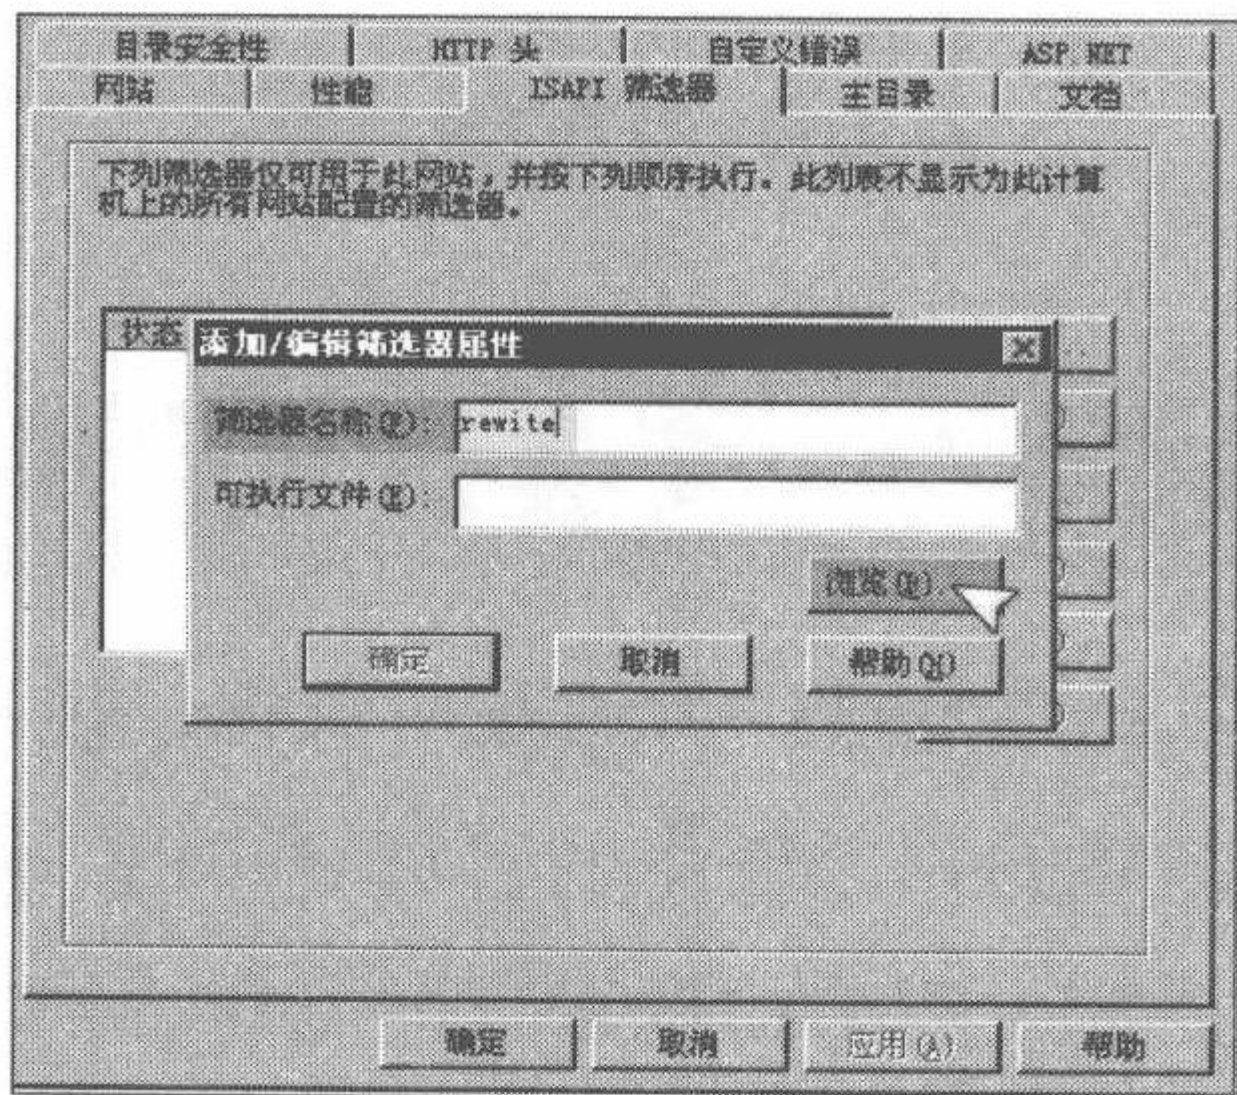 目录安全性 HTTP 头 自定义错误 ASP.NET
网站 性能 ISAPI 筛选器 主目录 文档
下列筛选器仅可用于此网站，并按下列顺序执行。此列表不显示为此计算
机上的所有网站配置的筛选器。
状态
添加/编辑筛选器属性
筛选器名称(F): rewite
可执行文件(E):
浏览(R)
确定 取消 帮助(H)
确定 取消 应用(A) 帮助